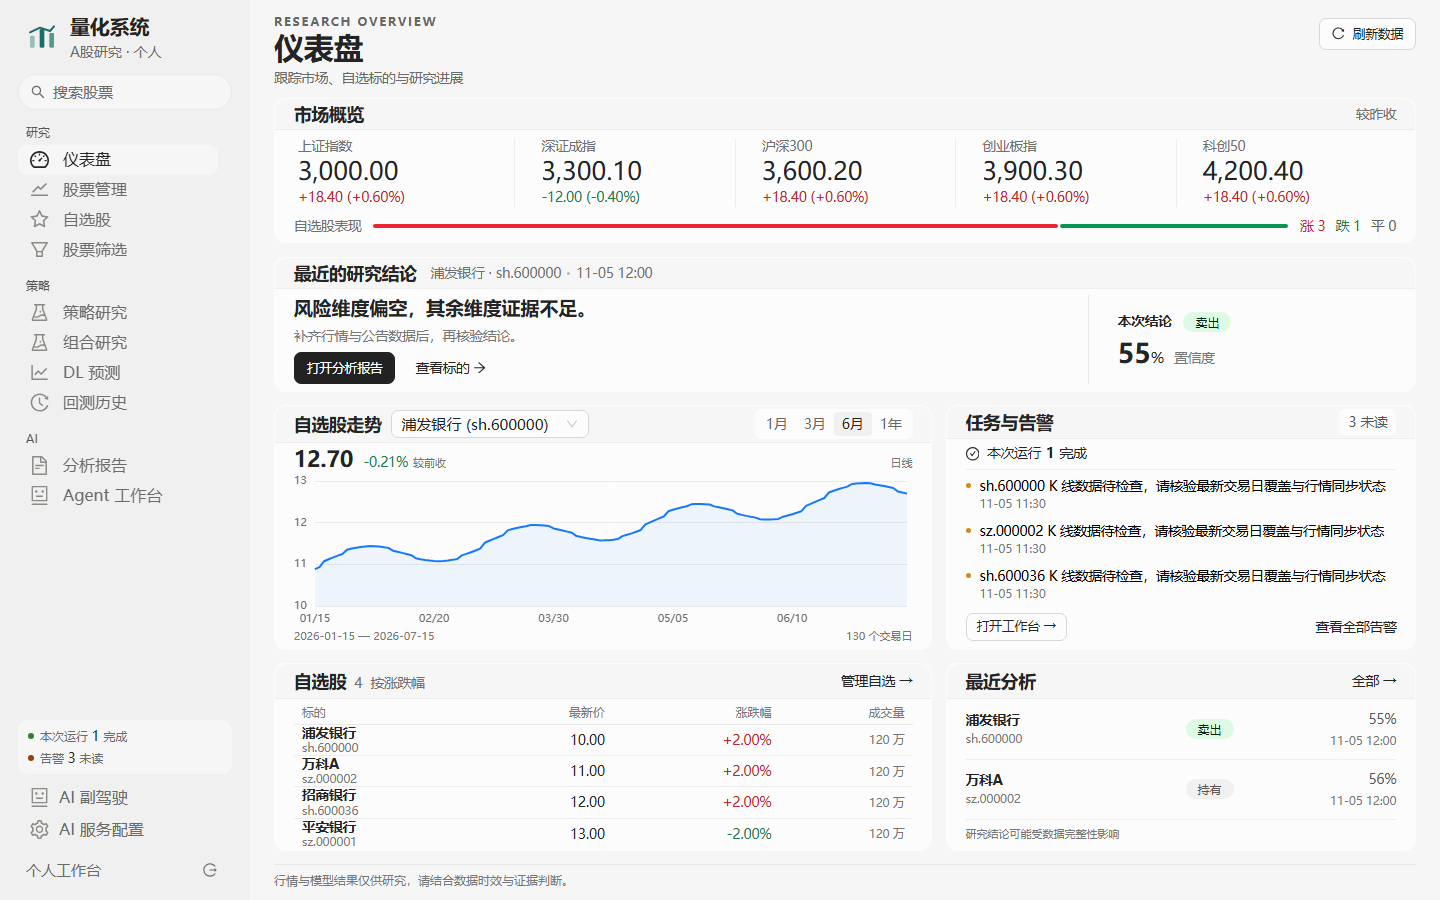 量化系统
A股研究 · 个人
搜索股票
研究
仪表盘
股票管理
自选股
股票筛选
策略
策略研究
组合研究
DL 预测
回测历史
AI
分析报告
Agent 工作台
本次运行 1 完成
告警 3 未读
AI 副驾驶
AI 服务配置
个人工作台
RESEARCH OVERVIEW
仪表盘
跟踪市场、自选标的与研究进展
刷新数据
市场概览
较昨收
上证指数
3,000.00
+18.40 (+0.60%)
深证成指
3,300.10
-12.00 (-0.40%)
沪深300
3,600.20
+18.40 (+0.60%)
创业板指
3,900.30
+18.40 (+0.60%)
科创50
4,200.40
+18.40 (+0.60%)
自选股表现
涨 3 跌 1 平 0
最近的研究结论 浦发银行 · sh.600000 · 11-05 12:00
风险维度偏空，其余维度证据不足。
补齐行情与公告数据后，再核验结论。
打开分析报告 查看标的 →
本次结论 卖出
55% 置信度
自选股走势 浦发银行 (sh.600000)
1月 3月 6月 1年
12.70 -0.21% 较前收
日线
13
12
11
10
01/15 02/20 03/30 05/05 06/10
2026-01-15 — 2026-07-15
130 个交易日
任务与告警
3 未读
本次运行 1 完成
sh.600000 K 线数据待检查，请核验最新交易日覆盖与行情同步状态
11-05 11:30
sz.000002 K 线数据待检查，请核验最新交易日覆盖与行情同步状态
11-05 11:30
sh.600036 K 线数据待检查，请核验最新交易日覆盖与行情同步状态
11-05 11:30
打开工作台 →
查看全部告警
自选股 4 按涨跌幅
管理自选 →
标的 最新价 涨跌幅 成交量
浦发银行
sh.600000
10.00 +2.00% 120 万
万科A
sz.000002
11.00 +2.00% 120 万
招商银行
sh.600036
12.00 +2.00% 120 万
平安银行
sz.000001
13.00 -2.00% 120 万
最近分析
全部 →
浦发银行
sh.600000
卖出
55%
11-05 12:00
万科A
sz.000002
持有
56%
11-05 12:00
研究结论可能受数据完整性影响
行情与模型结果仅供研究，请结合数据时效与证据判断。